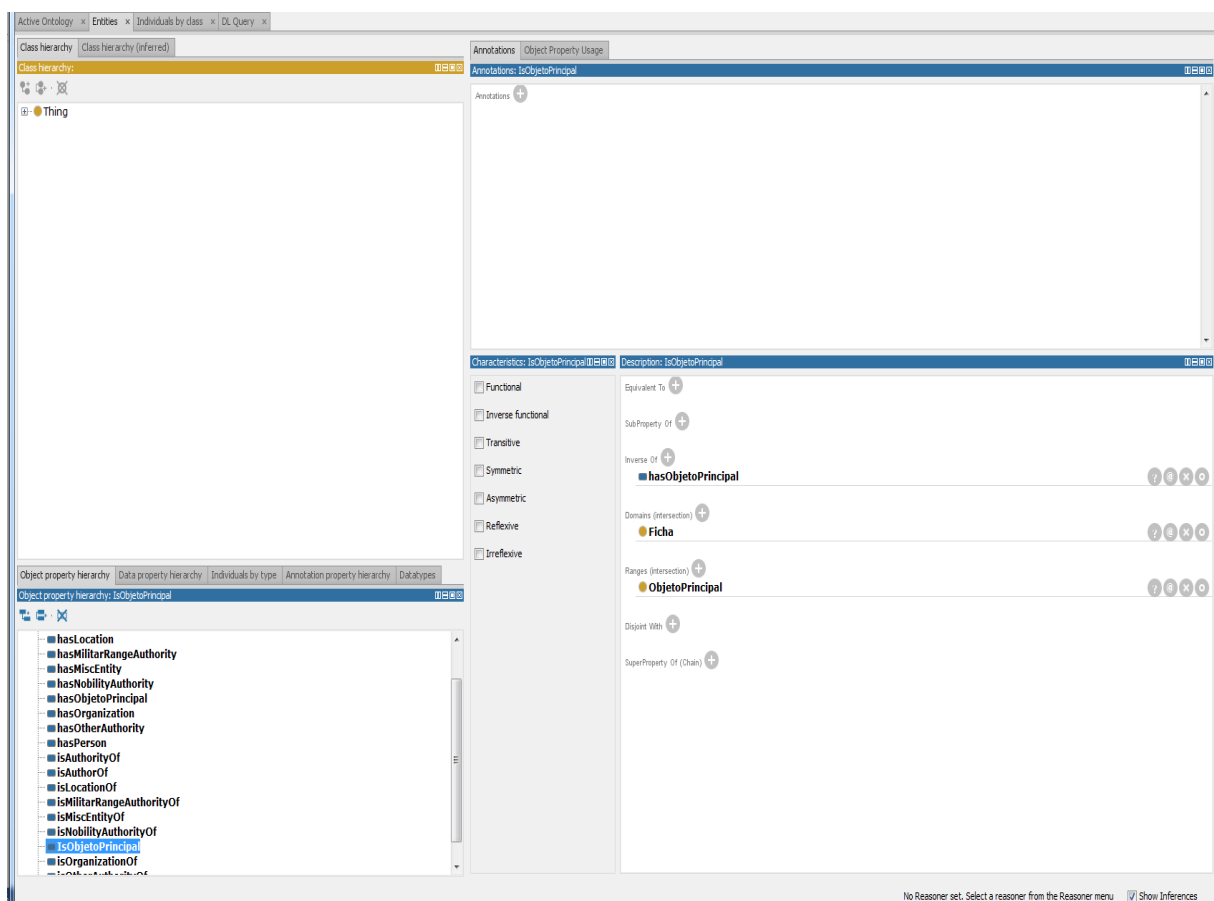 Active Ontology × Entities × Individuals by class × DL Query ×
Class hierarchy Class hierarchy (inferred)
Class hierarchy:
Thing
Annotations Object Property Usage
Annotations: IsObjetoPrincipal
Annotations
Characteristics: IsObjetoPrincipal
Functional
Inverse functional
Transitive
Symmetric
Asymmetric
Reflexive
Irreflexive
Description: IsObjetoPrincipal
Equivalent To
SubProperty Of
Inverse Of
hasObjetoPrincipal
Domains (intersection)
Ficha
Ranges (intersection)
ObjetoPrincipal
Disjoint With
SuperProperty Of (Chain)
Object property hierarchy Data property hierarchy Individuals by type Annotation property hierarchy Datatypes
Object property hierarchy: IsObjetoPrincipal
hasLocation
hasMilitarRangeAuthority
hasMiscEntity
hasNobilityAuthority
hasObjetoPrincipal
hasOrganization
hasOtherAuthority
hasPerson
isAuthorityOf
isAuthorOf
isLocationOf
isMilitarRangeAuthorityOf
isMiscEntityOf
isNobilityAuthorityOf
IsObjetoPrincipal
isOrganizationOf
isOtherAuthorityOf
No Reasoner set. Select a reasoner from the Reasoner menu Show Inferences